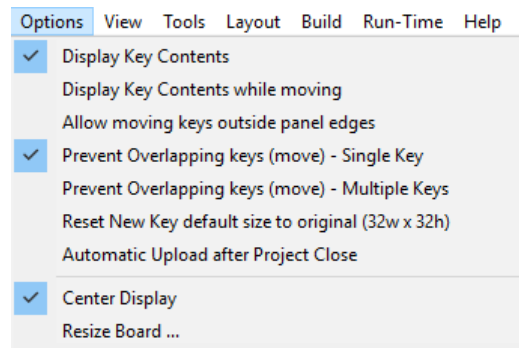 Options View Tools Layout Build Run-Time Help
Display Key Contents
Display Key Contents while moving
Allow moving keys outside panel edges
Prevent Overlapping keys (move) - Single Key
Prevent Overlapping keys (move) - Multiple Keys
Reset New Key default size to original (32w x 32h)
Automatic Upload after Project Close
Center Display
Resize Board ...